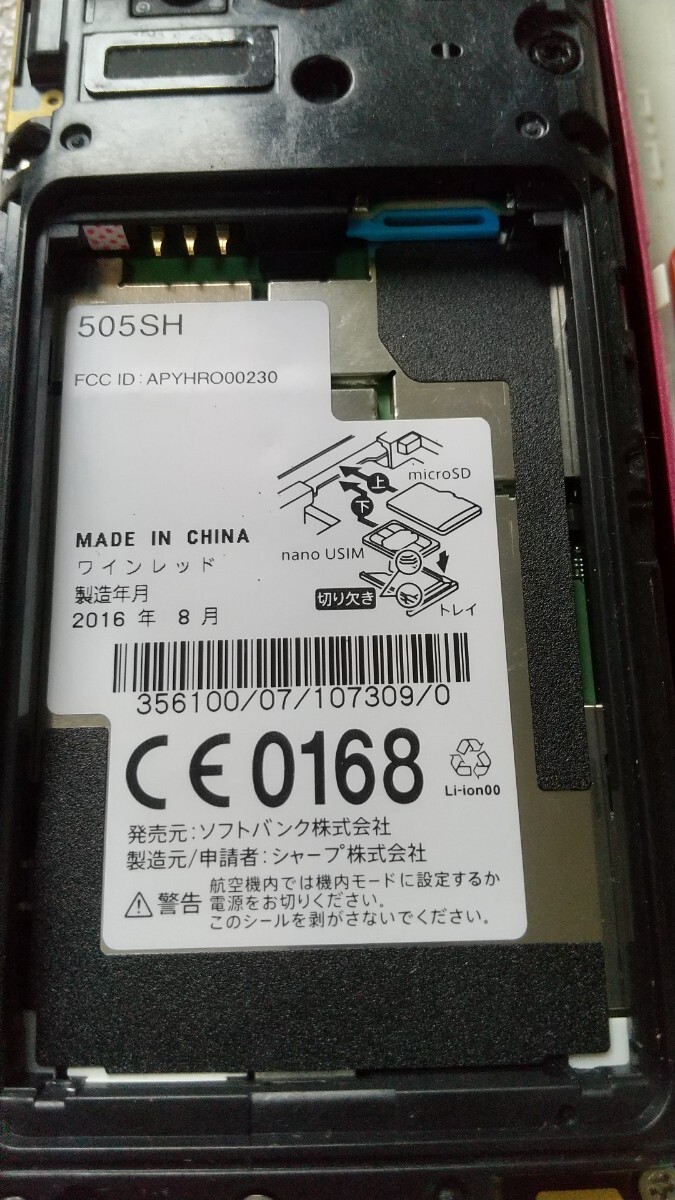 505SH
FCC ID: APYHRO00230
microSD
上
下
nano USIM
切り欠き
トレイ
MADE IN CHINA
ワインレッド
製造年月
2016 年 8 月
356100/07/107309/0
CE0168
Li-ion00
発売元:ソフトバンク株式会社
製造元/申請者:シャープ株式会社
警告 航空機内では機内モードに設定するか
電源をお切りください。
このシールを剥がさないでください。